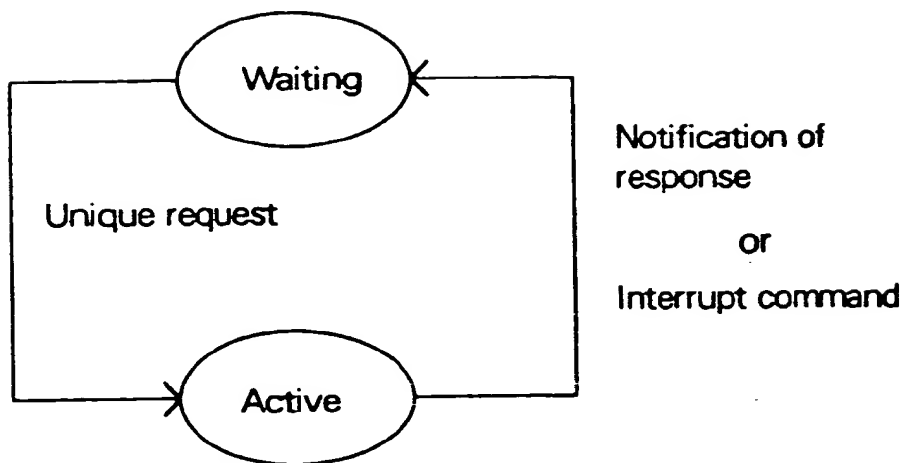 Waiting
Notification of
response
Unique request
or
Interrupt command
Active